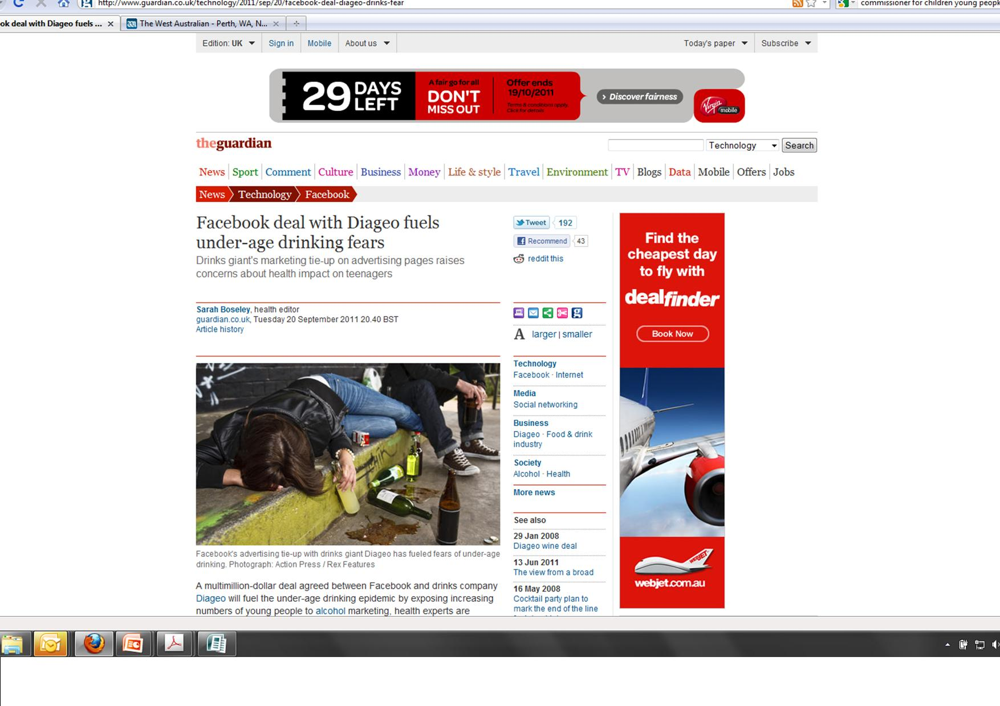 http://www.guardian.co.uk/technology/2011/sep/20/facebook-deal-diageo-drinks-fear
commissioner for children young people
ok deal with Diageo fuels ...
The West Australian - Perth, WA, N...
Edition: UK
Sign in
Mobile
About us
Today's paper
Subscribe
29 DAYS LEFT
A fair go for all
DON'T
MISS OUT
Offer ends
19/10/2011
Terms & conditions apply.
Click for details
› Discover fairness
Virgin
mobile
theguardian
Technology
Search
News Sport Comment Culture Business Money Life & style Travel Environment TV Blogs Data Mobile Offers Jobs
News Technology Facebook
Facebook deal with Diageo fuels
under-age drinking fears
Drinks giant's marketing tie-up on advertising pages raises
concerns about health impact on teenagers
Sarah Boseley, health editor
guardian.co.uk, Tuesday 20 September 2011 20.40 BST
Article history
Facebook's advertising tie-up with drinks giant Diageo has fueled fears of under-age
drinking. Photograph: Action Press / Rex Features
A multimillion-dollar deal agreed between Facebook and drinks company
Diageo will fuel the under-age drinking epidemic by exposing increasing
numbers of young people to alcohol marketing, health experts are
Tweet 192
Recommend 43
reddit this
A larger | smaller
Technology
Facebook · Internet
Media
Social networking
Business
Diageo · Food & drink
industry
Society
Alcohol · Health
More news
See also
29 Jan 2008
Diageo wine deal
13 Jun 2011
The view from a broad
16 May 2008
Cocktail party plan to
mark the end of the line
Find the
cheapest day
to fly with
dealfinder
Book Now
WEBJET
webjet.com.au